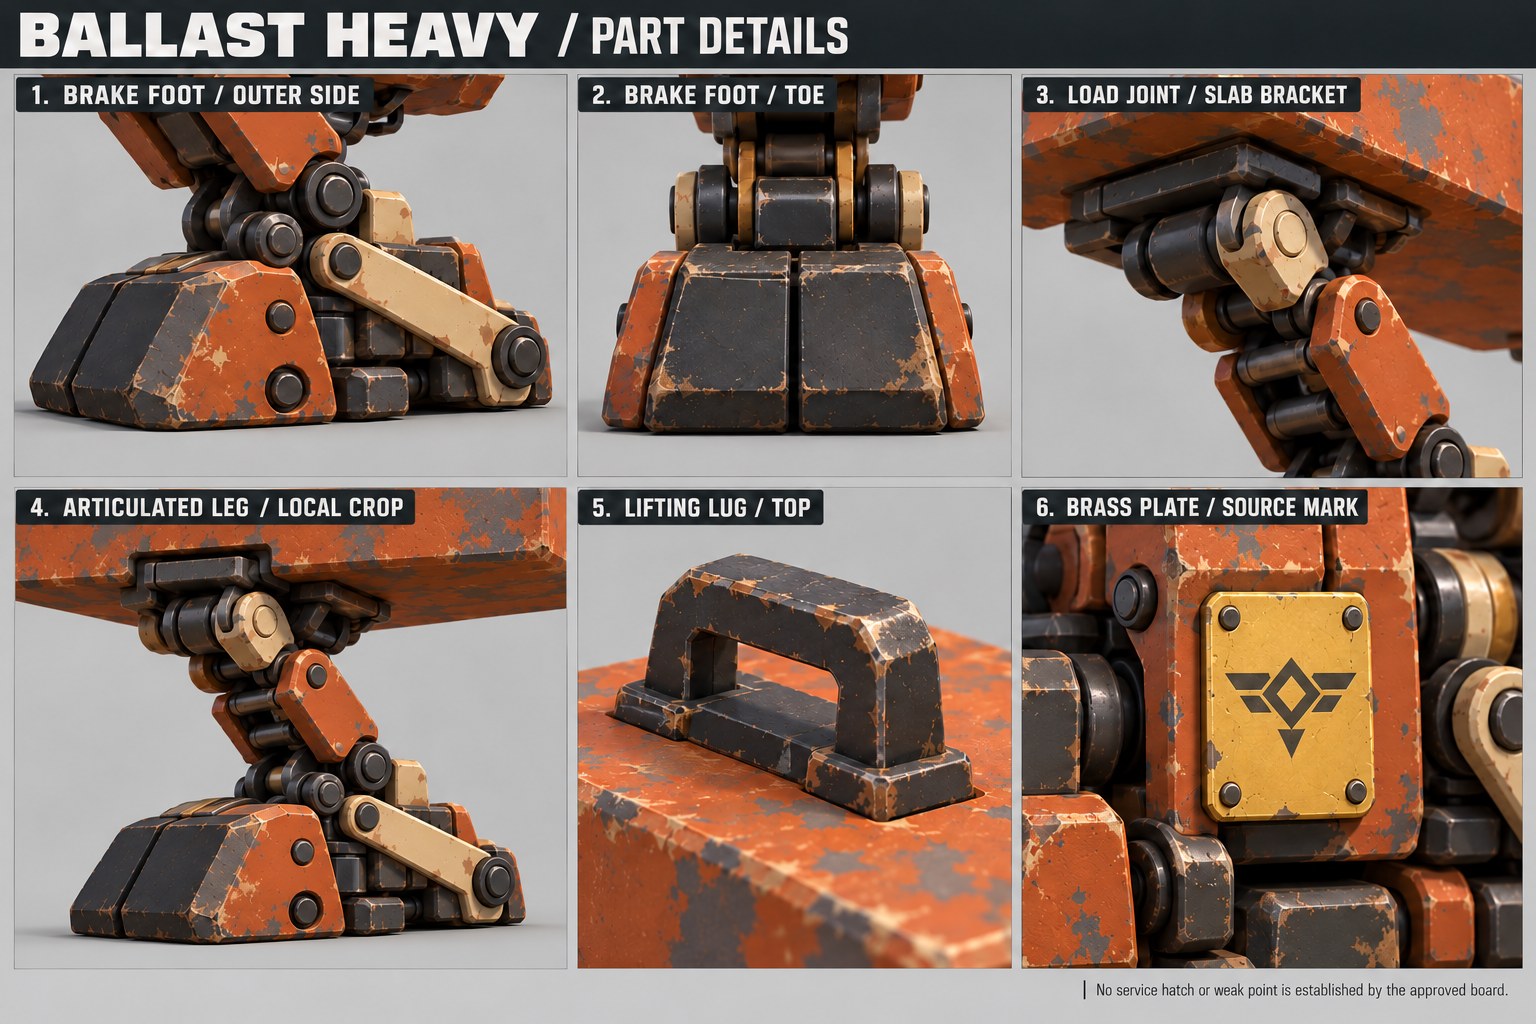 BALLAST HEAVY / PART DETAILS
1. BRAKE FOOT / OUTER SIDE
2. BRAKE FOOT / TOE
3. LOAD JOINT / SLAB BRACKET
4. ARTICULATED LEG / LOCAL CROP
5. LIFTING LUG / TOP
6. BRASS PLATE / SOURCE MARK
No service hatch or weak point is established by the approved board.